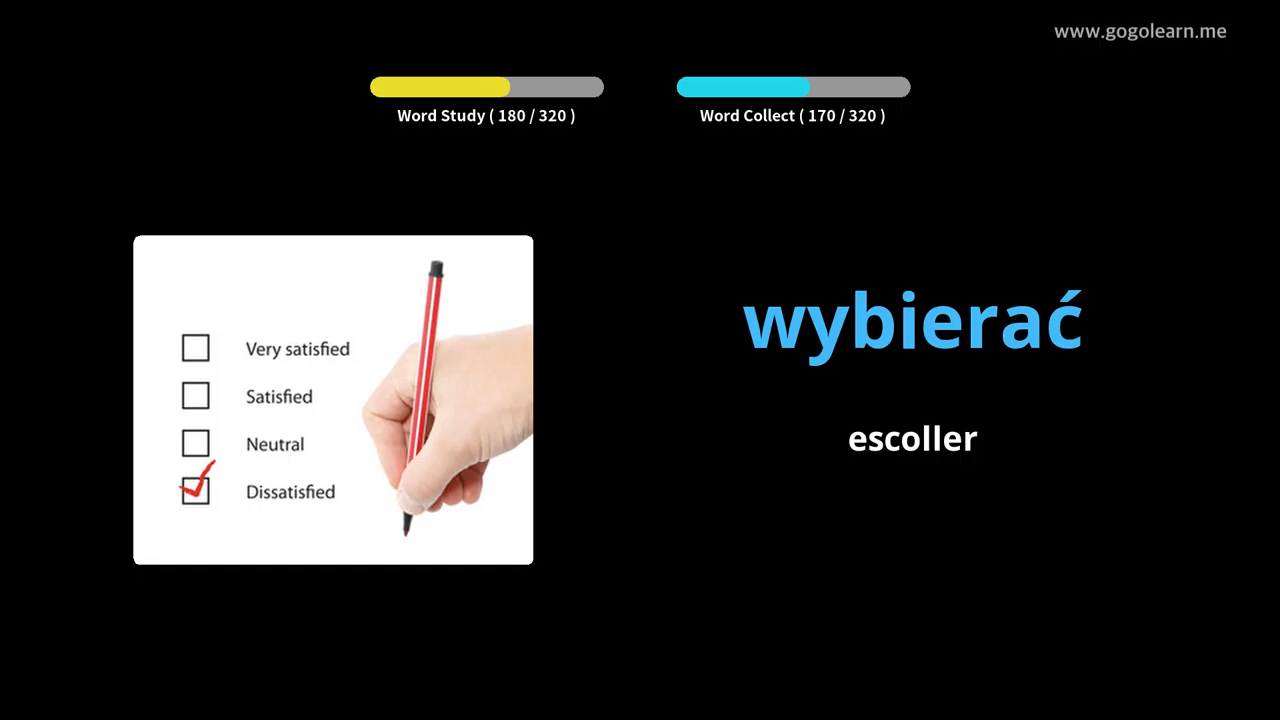 www.gogolearn.me
Word Study ( 180 / 320 )
Word Collect ( 170 / 320 )
Very satisfied
Satisfied
Neutral
Dissatisfied
wybierać
escoller